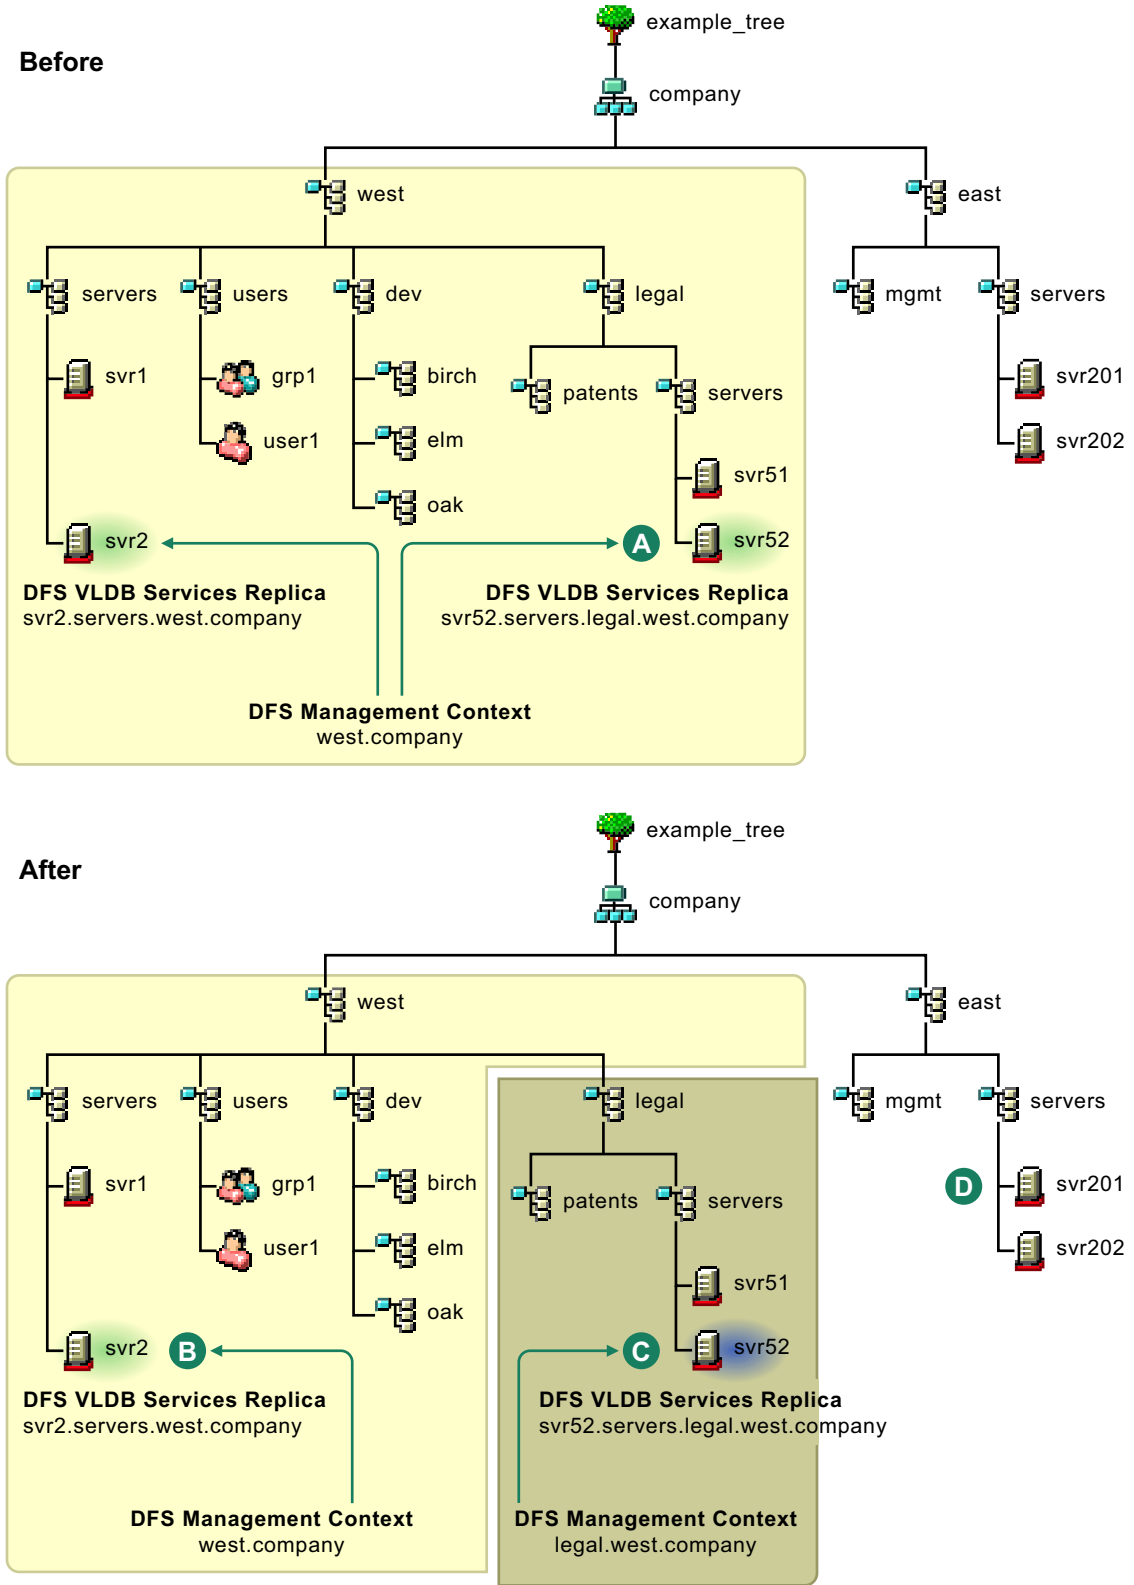 example_tree
Before
company
west
east
servers
users
dev
legal
mgmt
servers
svr1
grp1
birch
patents
servers
svr201
user1
elm
svr202
svr51
oak
svr2
A
svr52
DFS VLDB Services Replica
svr2.servers.west.company
DFS VLDB Services Replica
svr52.servers.legal.west.company
DFS Management Context
west.company
example_tree
After
company
west
east
servers
users
dev
legal
mgmt
servers
svr1
grp1
birch
patents
servers
D
svr201
user1
elm
svr202
svr51
oak
svr2
B
C
svr52
DFS VLDB Services Replica
svr2.servers.west.company
DFS VLDB Services Replica
svr52.servers.legal.west.company
DFS Management Context
west.company
DFS Management Context
legal.west.company